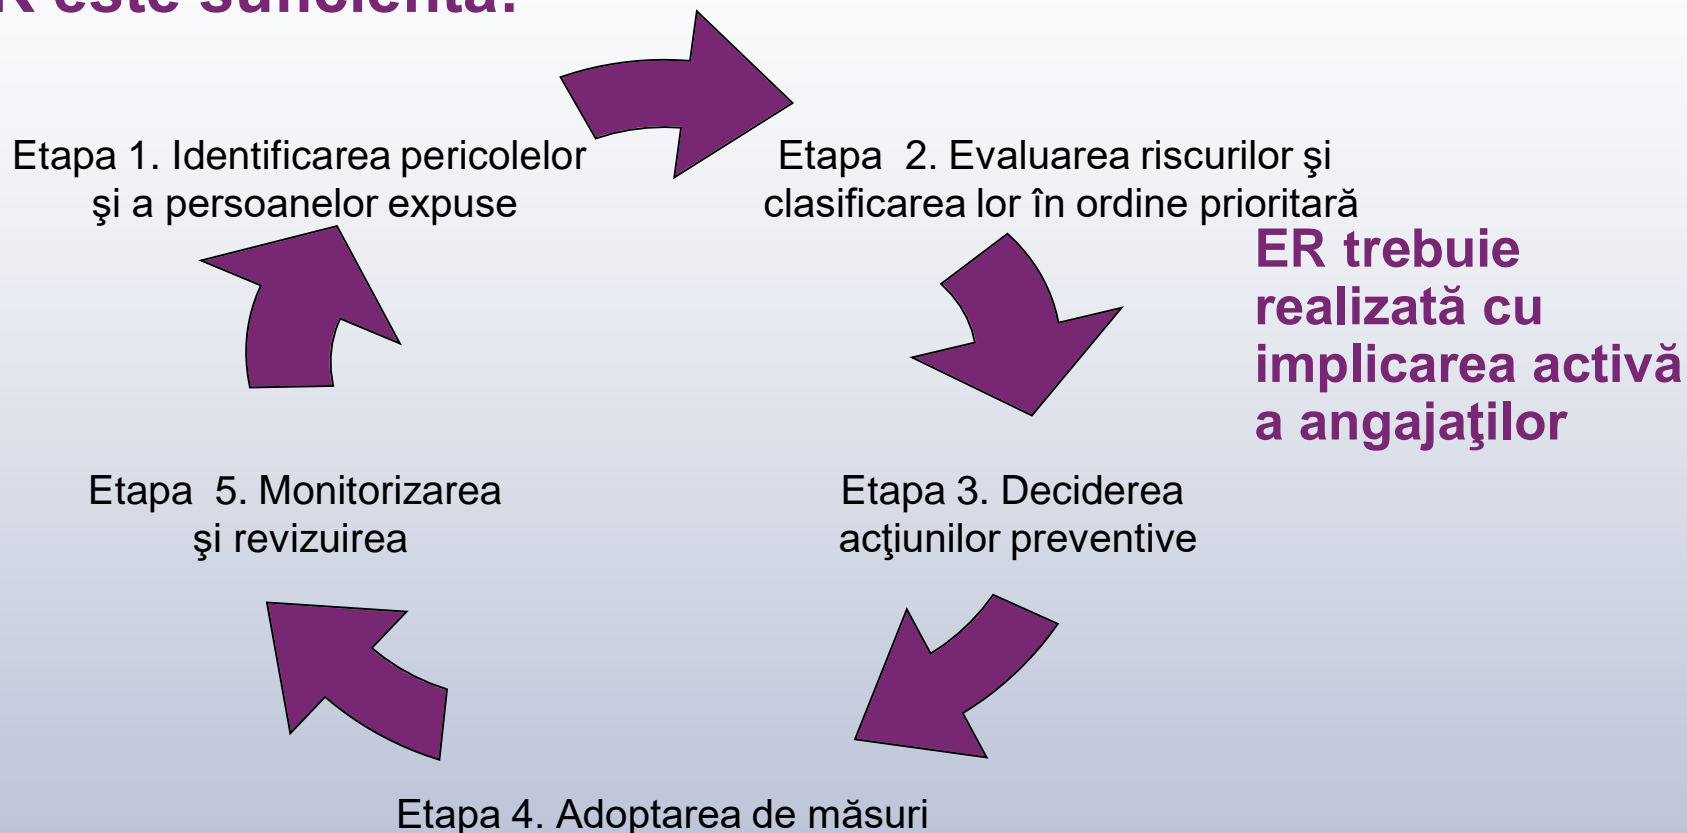 R este suficientă:
Etapa 1. Identificarea pericolelor
şi a persoanelor expuse
Etapa 2. Evaluarea riscurilor şi
clasificarea lor în ordine prioritară
ER trebuie
realizată cu
implicarea activă
a angajaţilor
Etapa 5. Monitorizarea
şi revizuirea
Etapa 3. Deciderea
acţiunilor preventive
Etapa 4. Adoptarea de măsuri